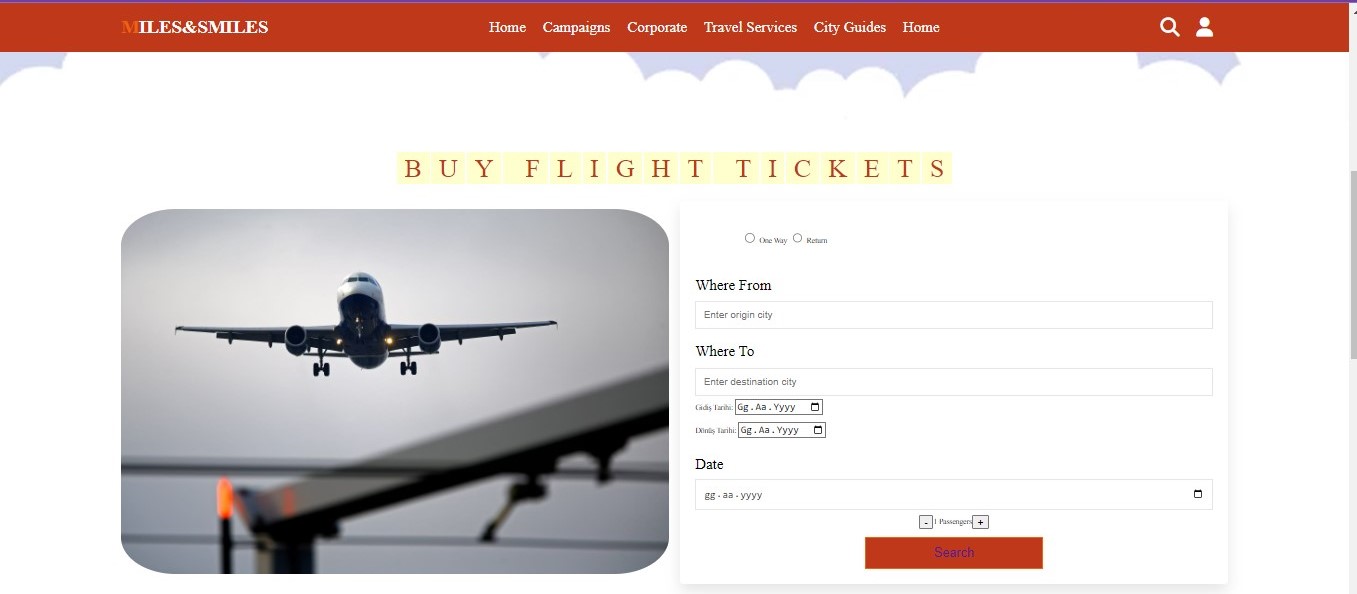 MILES&SMILES
Home Campaigns Corporate Travel Services City Guides Home
BUY FLIGHT TICKETS
One Way Return
Where From
Enter origin city
Where To
Enter destination city
Gidiş Tarihi: Gg.Aa.Yyyy
Dönüş Tarihi: Gg.Aa.Yyyy
Date
gg.aa.yyyy
- 1 Passengers +
Search